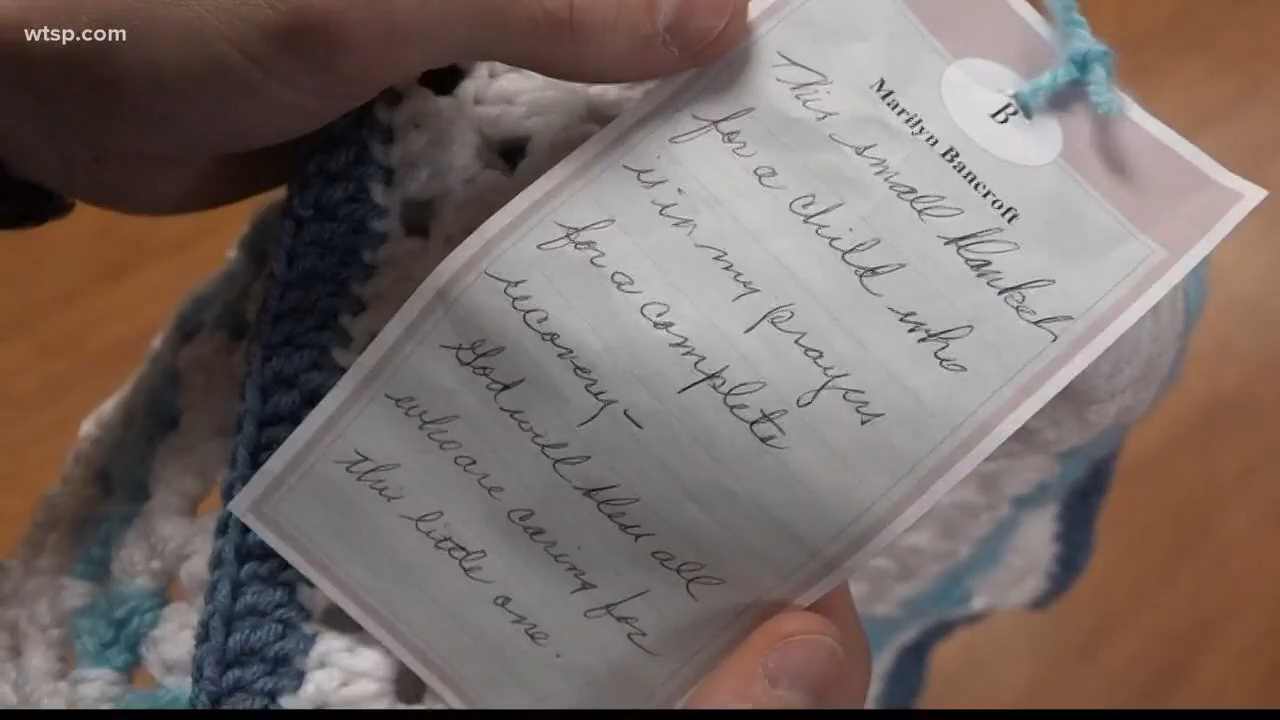 wtsp.com
B
Marilyn Bancroft
This small blanket
for a child who
is in my prayers
for a complete
recovery-
God will bless all
who are caring for
this little one.